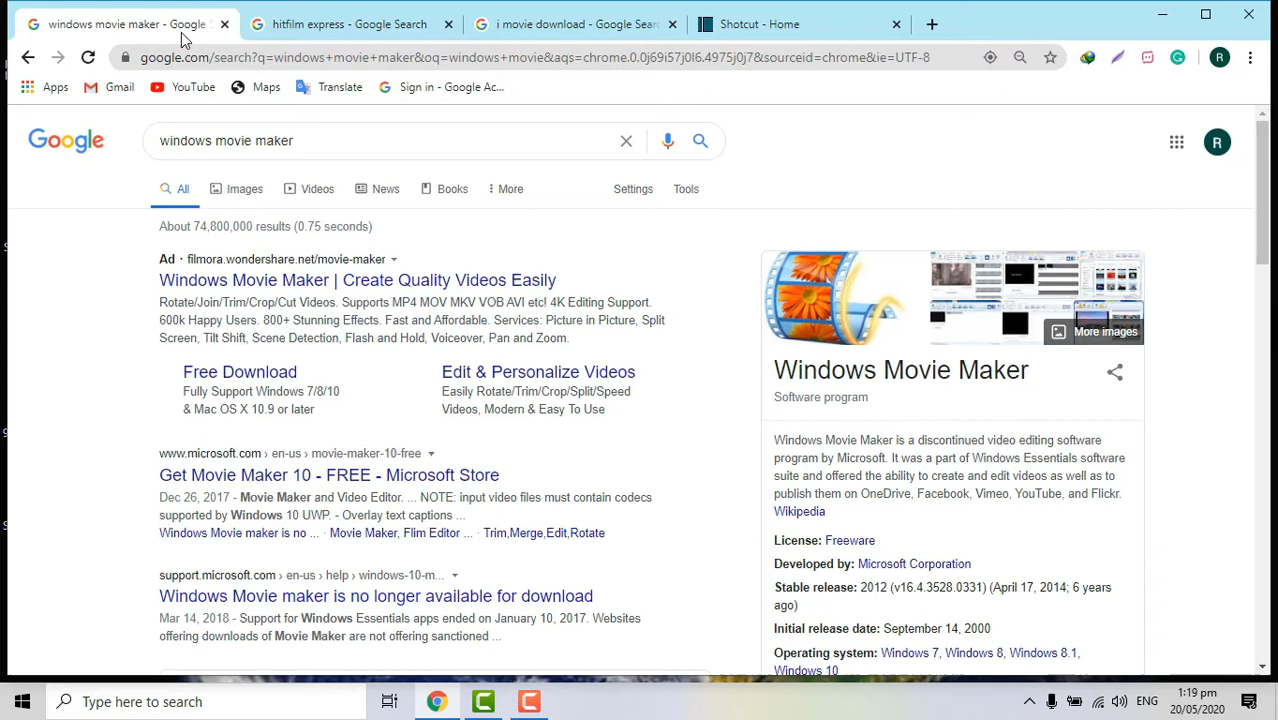 windows movie maker - Google
hitfilm express - Google Search
i movie download - Google Sear
Shotcut - Home
google.com/search?q=windows+movie+maker&oq=windows+movie&aqs=chrome.0.0j69i57j0l6.4975j0j7&sourceid=chrome&ie=UTF-8
R
Apps
Gmail
YouTube
Maps
Translate
Sign in - Google Ac...
Google
windows movie maker
R
All
Images
Videos
News
Books
More
Settings
Tools
About 74,800,000 results (0.75 seconds)
Ad · filmora.wondershare.net/movie-maker
Windows Movie Maker | Create Quality Videos Easily
Rotate/Join/Trim/Crop/Cut Videos. Supports MP4 MOV MKV VOB AVI etc! 4K Editing Support.
600k Happy Users. 800+ Stunning Effects. Fast and Affordable. Services: Picture in Picture, Split
Screen, Tilt Shift, Scene Detection, Flash and Hold, Voiceover, Pan and Zoom.
Free Download
Fully Support Windows 7/8/10
& Mac OS X 10.9 or later
Edit & Personalize Videos
Easily Rotate/Trim/Crop/Split/Speed
Videos, Modern & Easy To Use
www.microsoft.com › en-us › movie-maker-10-free
Get Movie Maker 10 - FREE - Microsoft Store
Dec 26, 2017 - Movie Maker and Video Editor. ... NOTE: input video files must contain codecs
supported by Windows 10 UWP. - Overlay text captions ...
Windows Movie maker is no ... · Movie Maker, Flim Editor ... · Trim,Merge,Edit,Rotate
support.microsoft.com › en-us › help › windows-10-m...
Windows Movie maker is no longer available for download
Mar 14, 2018 - Support for Windows Essentials apps ended on January 10, 2017. Websites
offering downloads of Movie Maker are not offering sanctioned ...
More images
Windows Movie Maker
Software program
Windows Movie Maker is a discontinued video editing software
program by Microsoft. It was a part of Windows Essentials software
suite and offered the ability to create and edit videos as well as to
publish them on OneDrive, Facebook, Vimeo, YouTube, and Flickr.
Wikipedia
License: Freeware
Developed by: Microsoft Corporation
Stable release: 2012 (v16.4.3528.0331) (April 17, 2014; 6 years
ago)
Initial release date: September 14, 2000
Operating system: Windows 7, Windows 8, Windows 8.1,
Windows 10
Type here to search
ENG
1:19 pm
20/05/2020